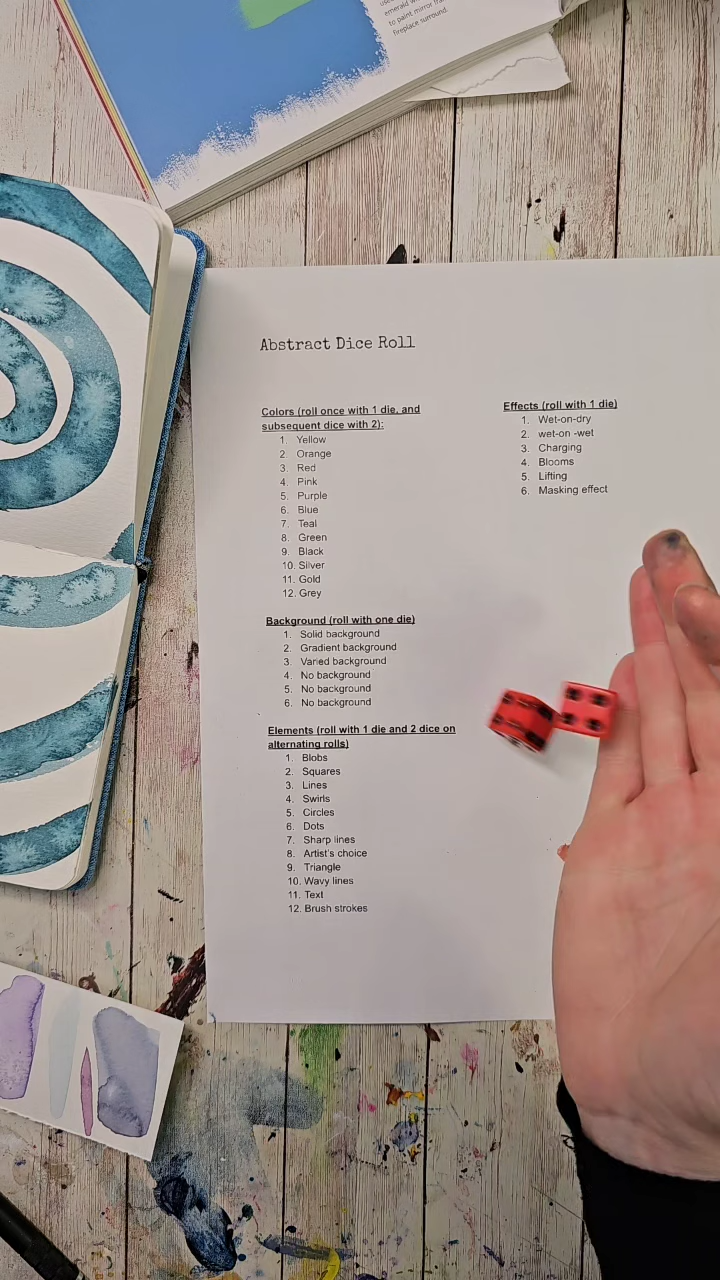 emerald
to paint mirror
fireplace surround.
Abstract Dice Roll
Colors (roll once with 1 die, and
subsequent dice with 2):
1. Yellow
2. Orange
3. Red
4. Pink
5. Purple
6. Blue
7. Teal
8. Green
9. Black
10. Silver
11. Gold
12. Grey
Background (roll with one die)
1. Solid background
2. Gradient background
3. Varied background
4. No background
5. No background
6. No background
Elements (roll with 1 die and 2 dice on
alternating rolls)
1. Blobs
2. Squares
3. Lines
4. Swirls
5. Circles
6. Dots
7. Sharp lines
8. Artist's choice
9. Triangle
10. Wavy lines
11. Text
12. Brush strokes
Effects (roll with 1 die)
1. Wet-on-dry
2. wet-on -wet
3. Charging
4. Blooms
5. Lifting
6. Masking effect